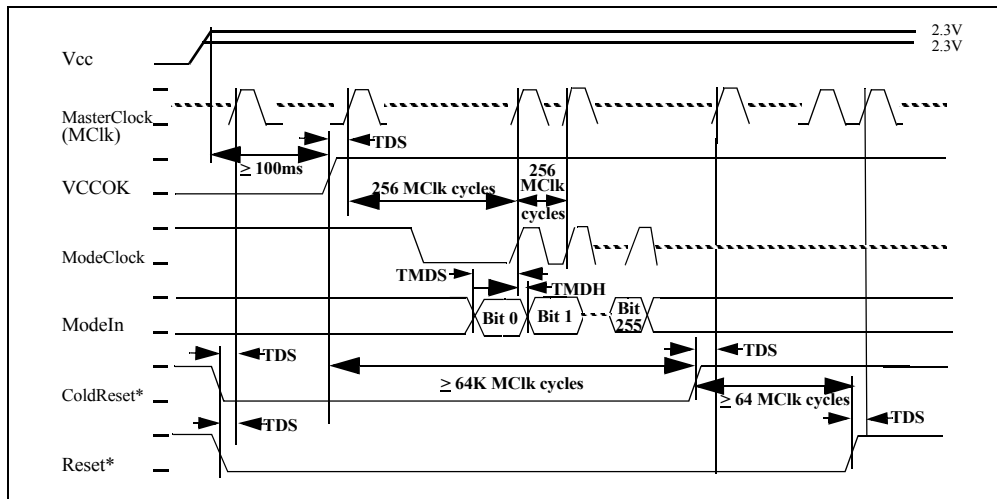 2.3V
2.3V
Vcc
MasterClock
(MClk)
TDS
≥ 100ms
VCCOK
256 MClk cycles
256
MClk
cycles
ModeClock
TMDS
TMDH
ModeIn
Bit 0
Bit 1
Bit
255
TDS
TDS
≥ 64K MClk cycles
ColdReset*
≥ 64 MClk cycles
TDS
TDS
Reset*